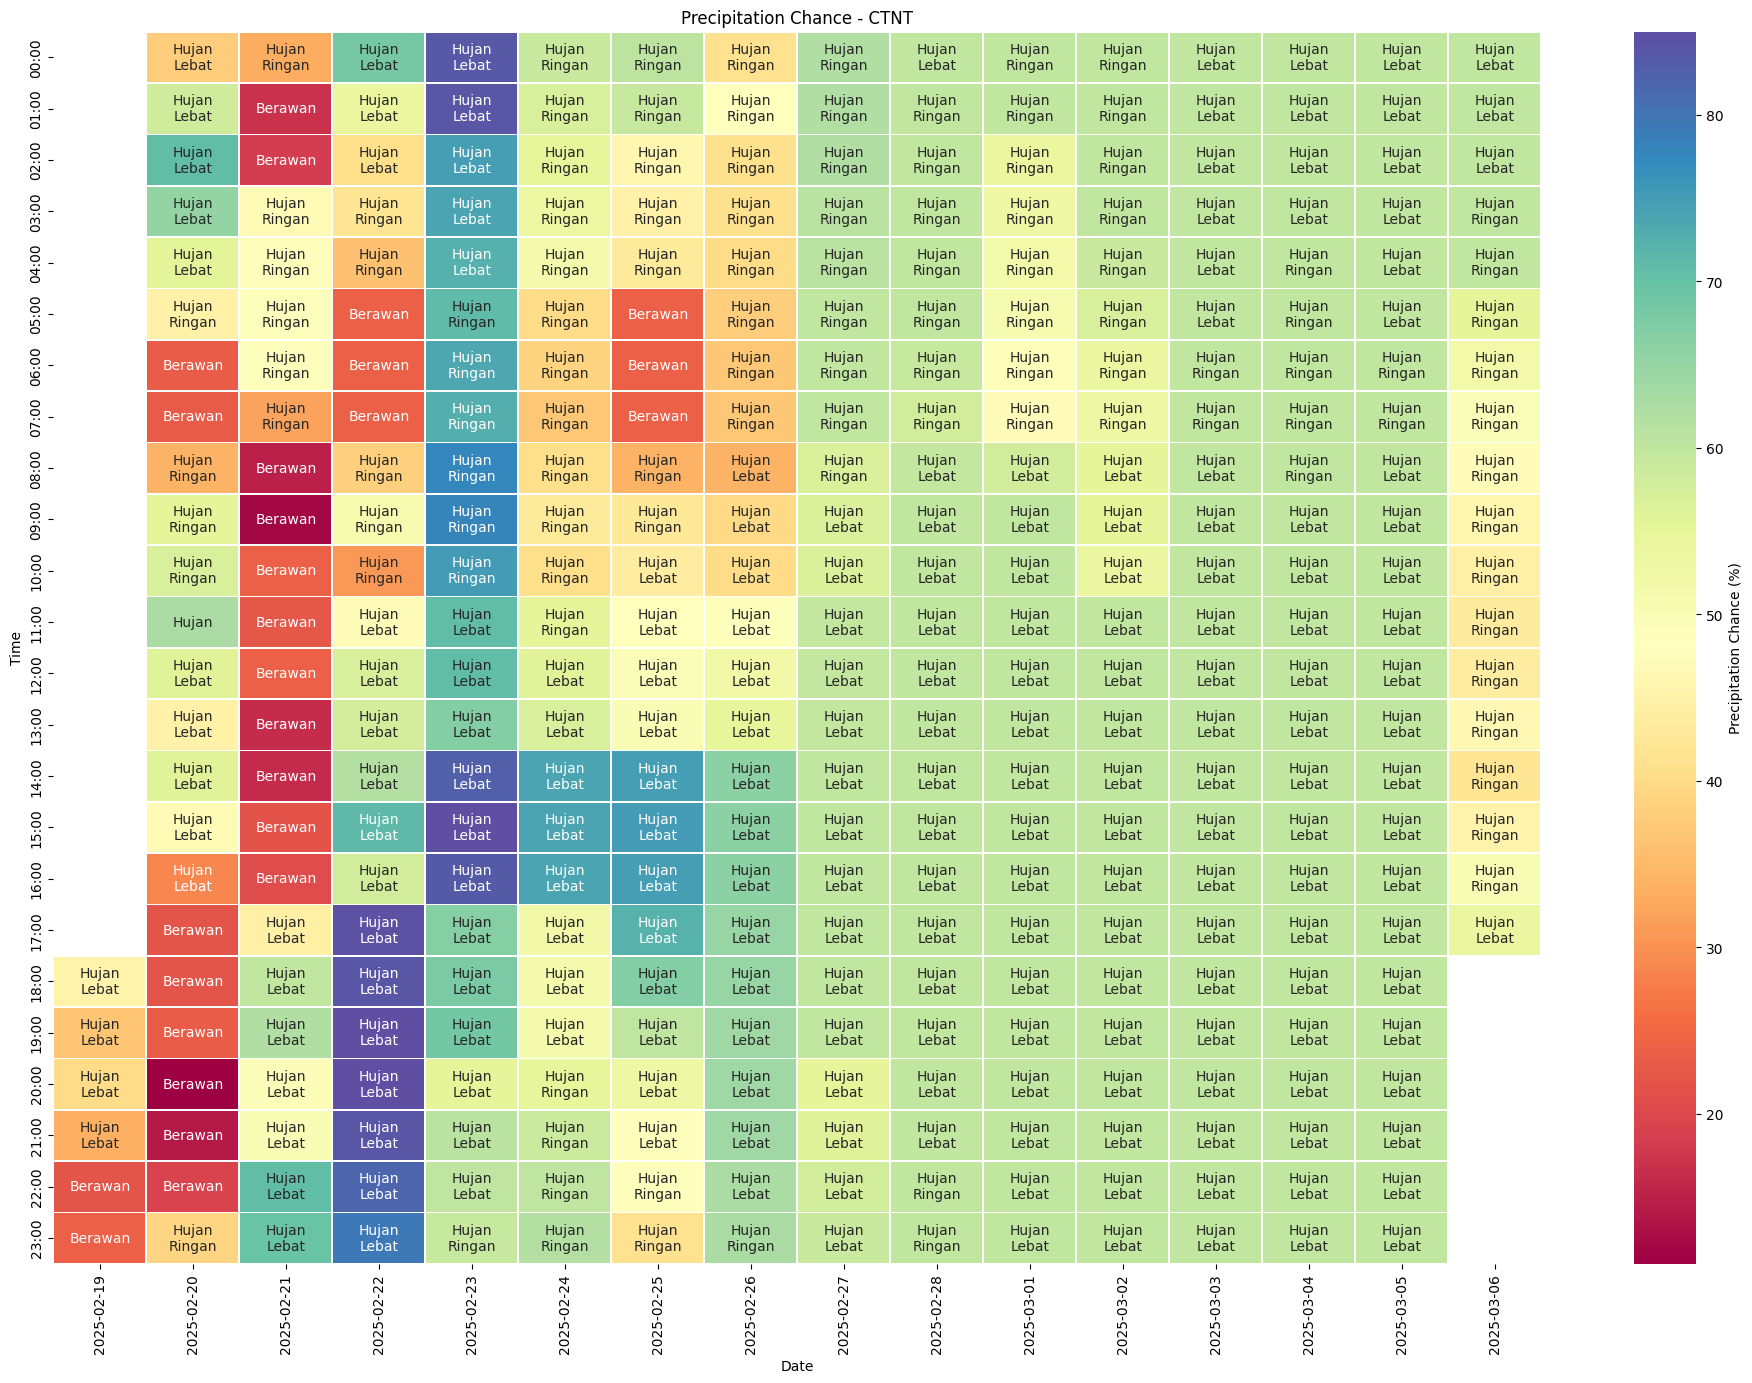 Precipitation Chance - CTNT
00:00 Hujan Lebat Hujan Ringan Hujan Lebat Hujan Lebat Hujan Ringan Hujan Ringan Hujan Ringan Hujan Ringan Hujan Lebat Hujan Ringan Hujan Ringan Hujan Lebat Hujan Lebat Hujan Lebat Hujan Lebat
01:00 Hujan Lebat Berawan Hujan Lebat Hujan Lebat Hujan Ringan Hujan Ringan Hujan Ringan Hujan Ringan Hujan Ringan Hujan Ringan Hujan Ringan Hujan Lebat Hujan Lebat Hujan Lebat Hujan Lebat
02:00 Hujan Lebat Berawan Hujan Lebat Hujan Lebat Hujan Ringan Hujan Ringan Hujan Ringan Hujan Ringan Hujan Ringan Hujan Ringan Hujan Ringan Hujan Lebat Hujan Lebat Hujan Lebat Hujan Lebat
03:00 Hujan Lebat Hujan Ringan Hujan Ringan Hujan Lebat Hujan Ringan Hujan Ringan Hujan Ringan Hujan Ringan Hujan Ringan Hujan Ringan Hujan Ringan Hujan Lebat Hujan Lebat Hujan Lebat Hujan Ringan
04:00 Hujan Lebat Hujan Ringan Hujan Ringan Hujan Lebat Hujan Ringan Hujan Ringan Hujan Ringan Hujan Ringan Hujan Ringan Hujan Ringan Hujan Ringan Hujan Lebat Hujan Ringan Hujan Lebat Hujan Ringan
05:00 Hujan Ringan Hujan Ringan Berawan Hujan Ringan Hujan Ringan Berawan Hujan Ringan Hujan Ringan Hujan Ringan Hujan Ringan Hujan Ringan Hujan Lebat Hujan Ringan Hujan Lebat Hujan Ringan
06:00 Berawan Hujan Ringan Berawan Hujan Ringan Hujan Ringan Berawan Hujan Ringan Hujan Ringan Hujan Ringan Hujan Ringan Hujan Ringan Hujan Ringan Hujan Ringan Hujan Ringan Hujan Ringan
07:00 Berawan Hujan Ringan Berawan Hujan Ringan Hujan Ringan Berawan Hujan Ringan Hujan Ringan Hujan Ringan Hujan Ringan Hujan Ringan Hujan Ringan Hujan Ringan Hujan Ringan Hujan Ringan
08:00 Hujan Ringan Berawan Hujan Ringan Hujan Ringan Hujan Ringan Hujan Ringan Hujan Lebat Hujan Ringan Hujan Lebat Hujan Lebat Hujan Lebat Hujan Lebat Hujan Ringan Hujan Lebat Hujan Ringan
09:00 Hujan Ringan Berawan Hujan Ringan Hujan Ringan Hujan Ringan Hujan Ringan Hujan Lebat Hujan Lebat Hujan Lebat Hujan Lebat Hujan Lebat Hujan Lebat Hujan Lebat Hujan Lebat Hujan Ringan
10:00 Hujan Ringan Berawan Hujan Ringan Hujan Ringan Hujan Ringan Hujan Lebat Hujan Lebat Hujan Lebat Hujan Lebat Hujan Lebat Hujan Lebat Hujan Lebat Hujan Lebat Hujan Lebat Hujan Ringan
11:00 Hujan Berawan Hujan Lebat Hujan Lebat Hujan Ringan Hujan Lebat Hujan Lebat Hujan Lebat Hujan Lebat Hujan Lebat Hujan Lebat Hujan Lebat Hujan Lebat Hujan Lebat Hujan Ringan
12:00 Hujan Lebat Berawan Hujan Lebat Hujan Lebat Hujan Lebat Hujan Lebat Hujan Lebat Hujan Lebat Hujan Lebat Hujan Lebat Hujan Lebat Hujan Lebat Hujan Lebat Hujan Lebat Hujan Ringan
13:00 Hujan Lebat Berawan Hujan Lebat Hujan Lebat Hujan Lebat Hujan Lebat Hujan Lebat Hujan Lebat Hujan Lebat Hujan Lebat Hujan Lebat Hujan Lebat Hujan Lebat Hujan Lebat Hujan Ringan
14:00 Hujan Lebat Berawan Hujan Lebat Hujan Lebat Hujan Lebat Hujan Lebat Hujan Lebat Hujan Lebat Hujan Lebat Hujan Lebat Hujan Lebat Hujan Lebat Hujan Lebat Hujan Lebat Hujan Ringan
15:00 Hujan Lebat Berawan Hujan Lebat Hujan Lebat Hujan Lebat Hujan Lebat Hujan Lebat Hujan Lebat Hujan Lebat Hujan Lebat Hujan Lebat Hujan Lebat Hujan Lebat Hujan Lebat Hujan Ringan
16:00 Hujan Lebat Berawan Hujan Lebat Hujan Lebat Hujan Lebat Hujan Lebat Hujan Lebat Hujan Lebat Hujan Lebat Hujan Lebat Hujan Lebat Hujan Lebat Hujan Lebat Hujan Lebat Hujan Ringan
17:00 Berawan Hujan Lebat Hujan Lebat Hujan Lebat Hujan Lebat Hujan Lebat Hujan Lebat Hujan Lebat Hujan Lebat Hujan Lebat Hujan Lebat Hujan Lebat Hujan Lebat Hujan Lebat Hujan Lebat
18:00 Hujan Lebat Berawan Hujan Lebat Hujan Lebat Hujan Lebat Hujan Lebat Hujan Lebat Hujan Lebat Hujan Lebat Hujan Lebat Hujan Lebat Hujan Lebat Hujan Lebat Hujan Lebat Hujan Lebat
19:00 Hujan Lebat Berawan Hujan Lebat Hujan Lebat Hujan Lebat Hujan Lebat Hujan Lebat Hujan Lebat Hujan Lebat Hujan Lebat Hujan Lebat Hujan Lebat Hujan Lebat Hujan Lebat Hujan Lebat
20:00 Hujan Lebat Berawan Hujan Lebat Hujan Lebat Hujan Lebat Hujan Ringan Hujan Lebat Hujan Lebat Hujan Lebat Hujan Lebat Hujan Lebat Hujan Lebat Hujan Lebat Hujan Lebat Hujan Lebat
21:00 Hujan Lebat Berawan Hujan Lebat Hujan Lebat Hujan Lebat Hujan Ringan Hujan Lebat Hujan Lebat Hujan Lebat Hujan Lebat Hujan Lebat Hujan Lebat Hujan Lebat Hujan Lebat Hujan Lebat
22:00 Berawan Berawan Hujan Lebat Hujan Lebat Hujan Lebat Hujan Ringan Hujan Ringan Hujan Lebat Hujan Lebat Hujan Ringan Hujan Lebat Hujan Lebat Hujan Lebat Hujan Lebat Hujan Lebat
23:00 Berawan Hujan Ringan Hujan Lebat Hujan Lebat Hujan Ringan Hujan Ringan Hujan Ringan Hujan Ringan Hujan Lebat Hujan Ringan Hujan Lebat Hujan Lebat Hujan Lebat Hujan Lebat Hujan Lebat
Time
2025-02-19 2025-02-20 2025-02-21 2025-02-22 2025-02-23 2025-02-24 2025-02-25 2025-02-26 2025-02-27 2025-02-28 2025-03-01 2025-03-02 2025-03-03 2025-03-04 2025-03-05 2025-03-06
Date
80
70
60
50
40
30
20
Precipitation Chance (%)